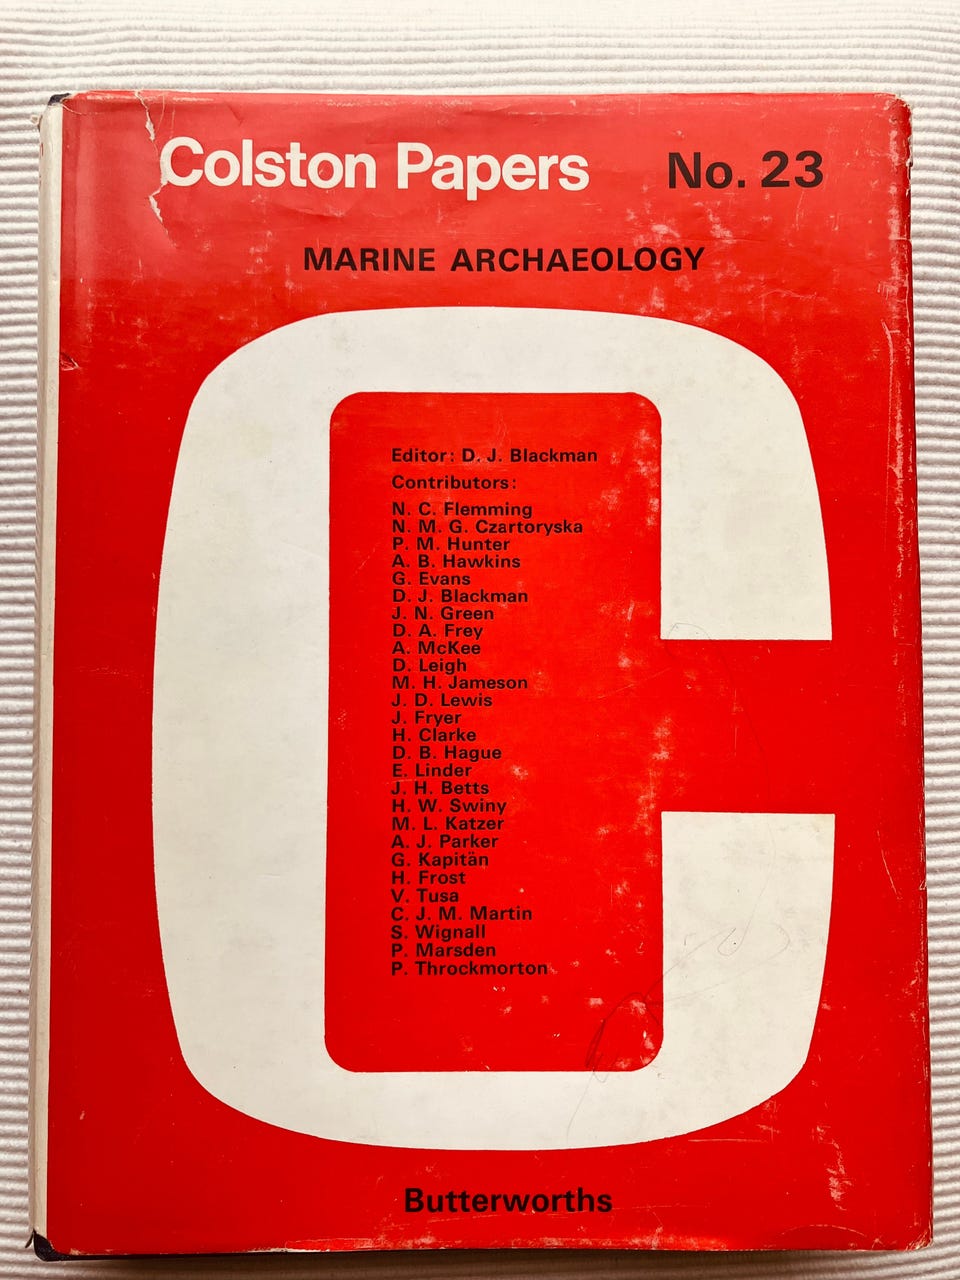 Colston Papers No. 23
MARINE ARCHAEOLOGY
Editor: D. J. Blackman
Contributors:
N. C. Flemming
N. M. G. Czartoryska
P. M. Hunter
A. B. Hawkins
G. Evans
D. J. Blackman
J. N. Green
D. A. Frey
A. McKee
D. Leigh
M. H. Jameson
J. D. Lewis
J. Fryer
H. Clarke
D. B. Hague
E. Linder
J. H. Betts
H. W. Swiny
M. L. Katzer
A. J. Parker
G. Kapitän
H. Frost
V. Tusa
C. J. M. Martin
S. Wignall
P. Marsden
P. Throckmorton
Butterworths